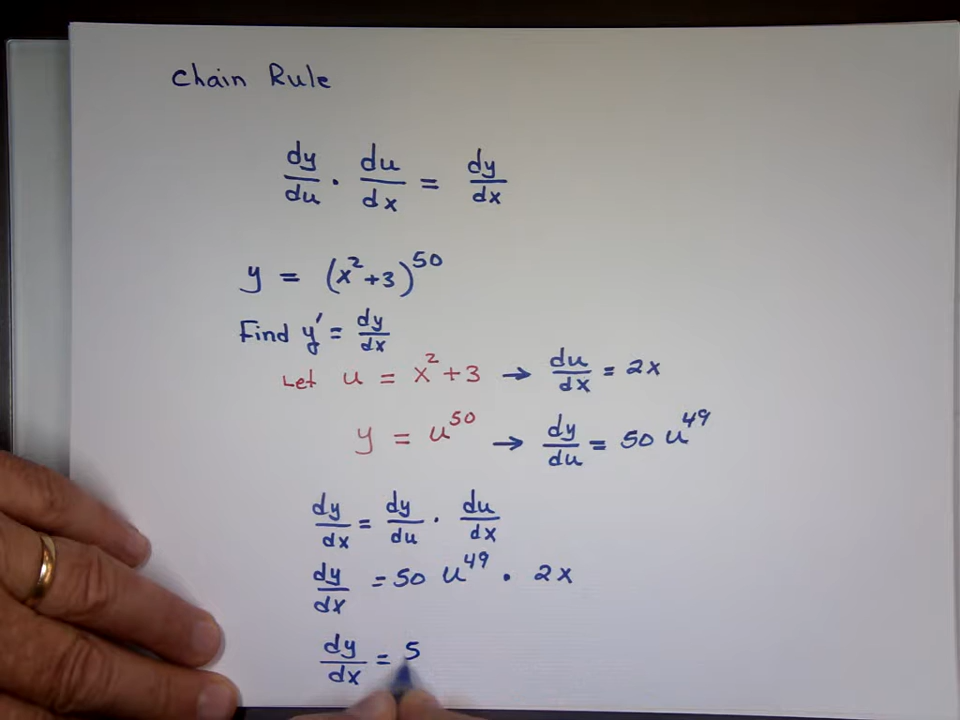 Chain Rule
dy/du · du/dx = dy/dx
y = (x²+3)⁵⁰
Find y' = dy/dx
Let u = x²+3 → du/dx = 2x
y = u⁵⁰ → dy/du = 50 u⁴⁹
dy/dx = dy/du · du/dx
dy/dx = 50 u⁴⁹ · 2x
dy/dx = 5